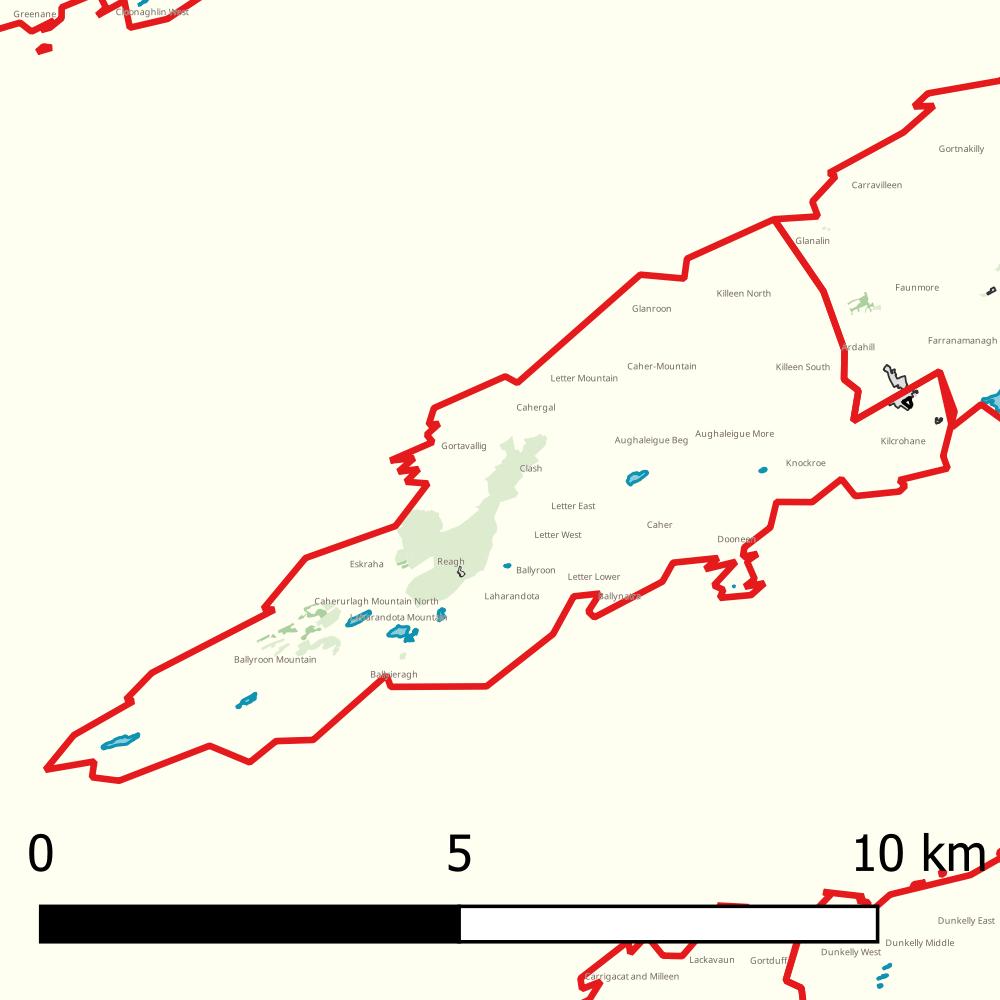 Greenane
Cloonaghlin West
Gortnakilly
Carravilleen
Glanalin
Faunmore
Killeen North
Glanroon
Farranamanagh
Ardahill
Caher-Mountain
Killeen South
Letter Mountain
Cahergal
Aughaleigue More
Aughaleigue Beg
Kilcrohane
Gortavallig
Knockroe
Clash
Letter East
Caher
Letter West
Dooneen
Reagh
Eskraha
Ballyroon
Letter Lower
Laharandota
Ballynatra
Caherurlagh Mountain North
Laharandota Mountain
Ballyroon Mountain
Ballyieragh
0 5 10 km
Dunkelly East
Dunkelly Middle
Dunkelly West
Lackavaun
Gortduff
Carrigacat and Milleen